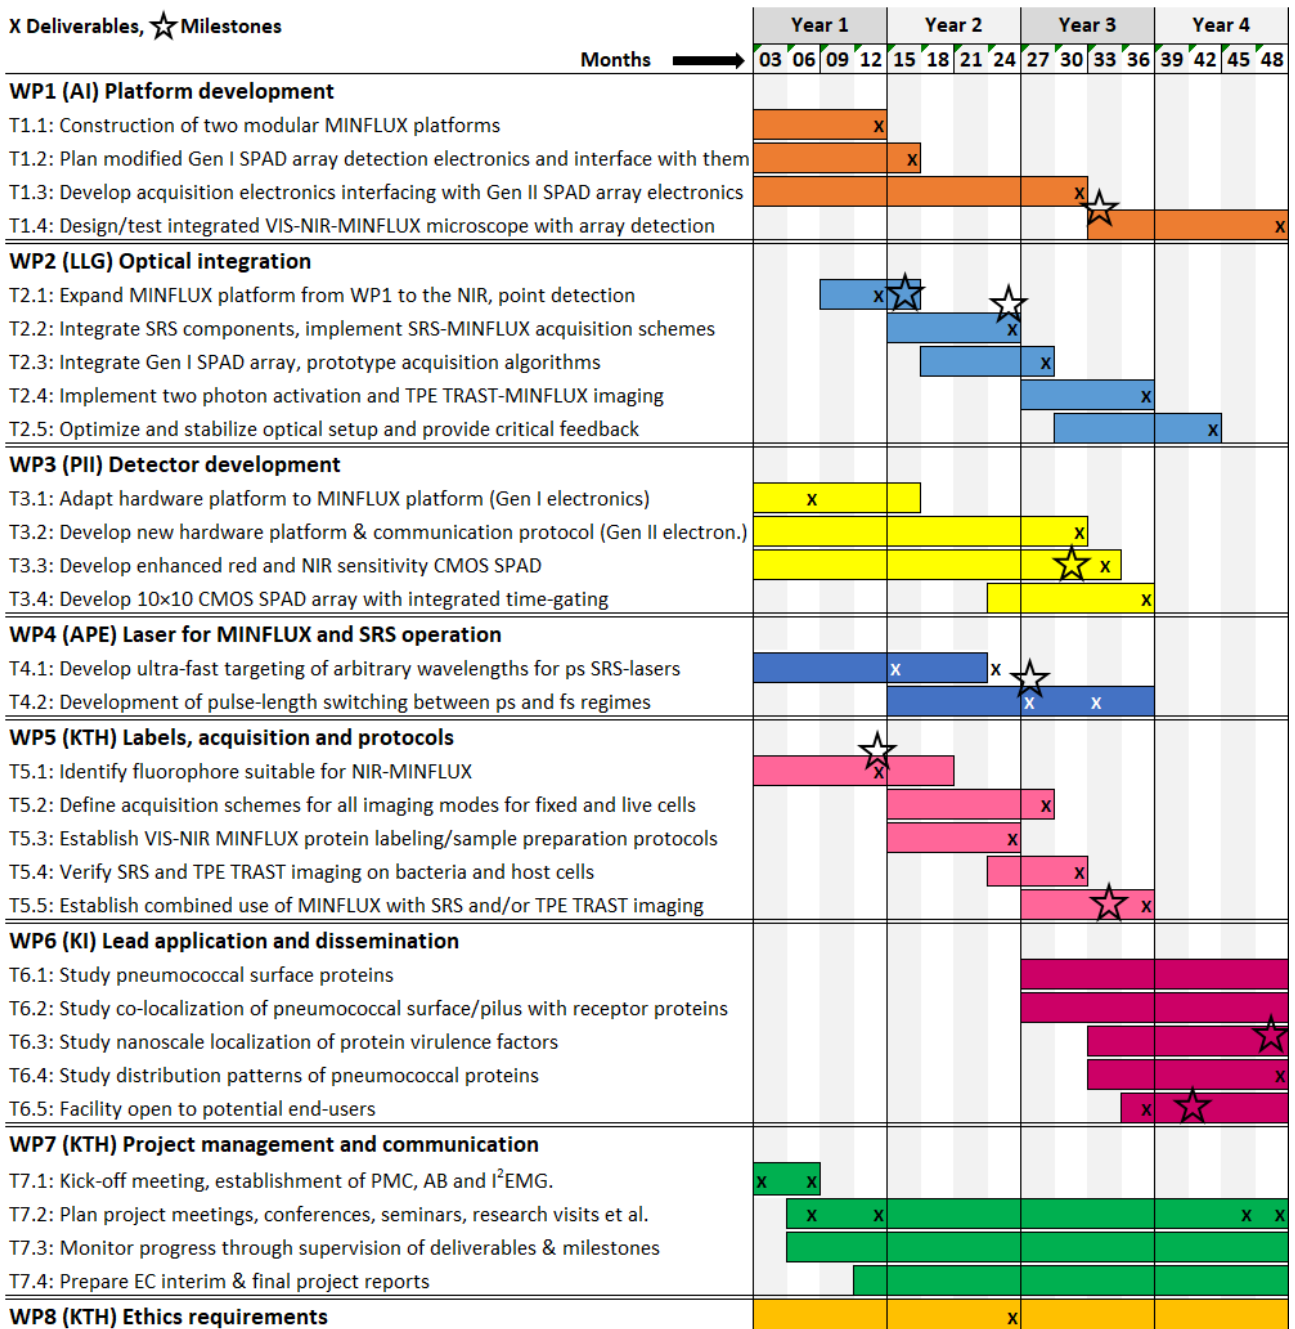 X Deliverables, ☆ Milestones
Year 1 Year 2 Year 3 Year 4
Months 03 06 09 12 15 18 21 24 27 30 33 36 39 42 45 48
WP1 (AI) Platform development
T1.1: Construction of two modular MINFLUX platforms x
T1.2: Plan modified Gen I SPAD array detection electronics and interface with them x
T1.3: Develop acquisition electronics interfacing with Gen II SPAD array electronics x
T1.4: Design/test integrated VIS-NIR-MINFLUX microscope with array detection x
WP2 (LLG) Optical integration
T2.1: Expand MINFLUX platform from WP1 to the NIR, point detection x
T2.2: Integrate SRS components, implement SRS-MINFLUX acquisition schemes x
T2.3: Integrate Gen I SPAD array, prototype acquisition algorithms x
T2.4: Implement two photon activation and TPE TRAST-MINFLUX imaging x
T2.5: Optimize and stabilize optical setup and provide critical feedback x
WP3 (PII) Detector development
T3.1: Adapt hardware platform to MINFLUX platform (Gen I electronics) x
T3.2: Develop new hardware platform & communication protocol (Gen II electron.) x
T3.3: Develop enhanced red and NIR sensitivity CMOS SPAD x
T3.4: Develop 10×10 CMOS SPAD array with integrated time-gating x
WP4 (APE) Laser for MINFLUX and SRS operation
T4.1: Develop ultra-fast targeting of arbitrary wavelengths for ps SRS-lasers x x
T4.2: Development of pulse-length switching between ps and fs regimes x x
WP5 (KTH) Labels, acquisition and protocols
T5.1: Identify fluorophore suitable for NIR-MINFLUX x
T5.2: Define acquisition schemes for all imaging modes for fixed and live cells x
T5.3: Establish VIS-NIR MINFLUX protein labeling/sample preparation protocols x
T5.4: Verify SRS and TPE TRAST imaging on bacteria and host cells x
T5.5: Establish combined use of MINFLUX with SRS and/or TPE TRAST imaging x
WP6 (KI) Lead application and dissemination
T6.1: Study pneumococcal surface proteins
T6.2: Study co-localization of pneumococcal surface/pilus with receptor proteins
T6.3: Study nanoscale localization of protein virulence factors
T6.4: Study distribution patterns of pneumococcal proteins x
T6.5: Facility open to potential end-users x
WP7 (KTH) Project management and communication
T7.1: Kick-off meeting, establishment of PMC, AB and I²EMG. x x
T7.2: Plan project meetings, conferences, seminars, research visits et al. x x x x
T7.3: Monitor progress through supervision of deliverables & milestones
T7.4: Prepare EC interim & final project reports
WP8 (KTH) Ethics requirements x